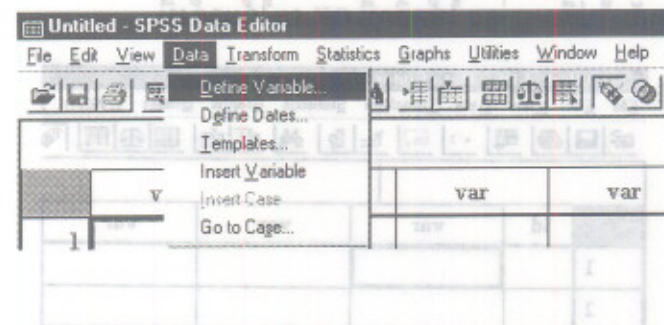 Untitled - SPSS Data Editor
File Edit View Data Transform Statistics Graphs Utilities Window Help
Define Variable...
Define Dates...
Templates...
Insert Variable
v var var
Insert Case
Go to Case...
1